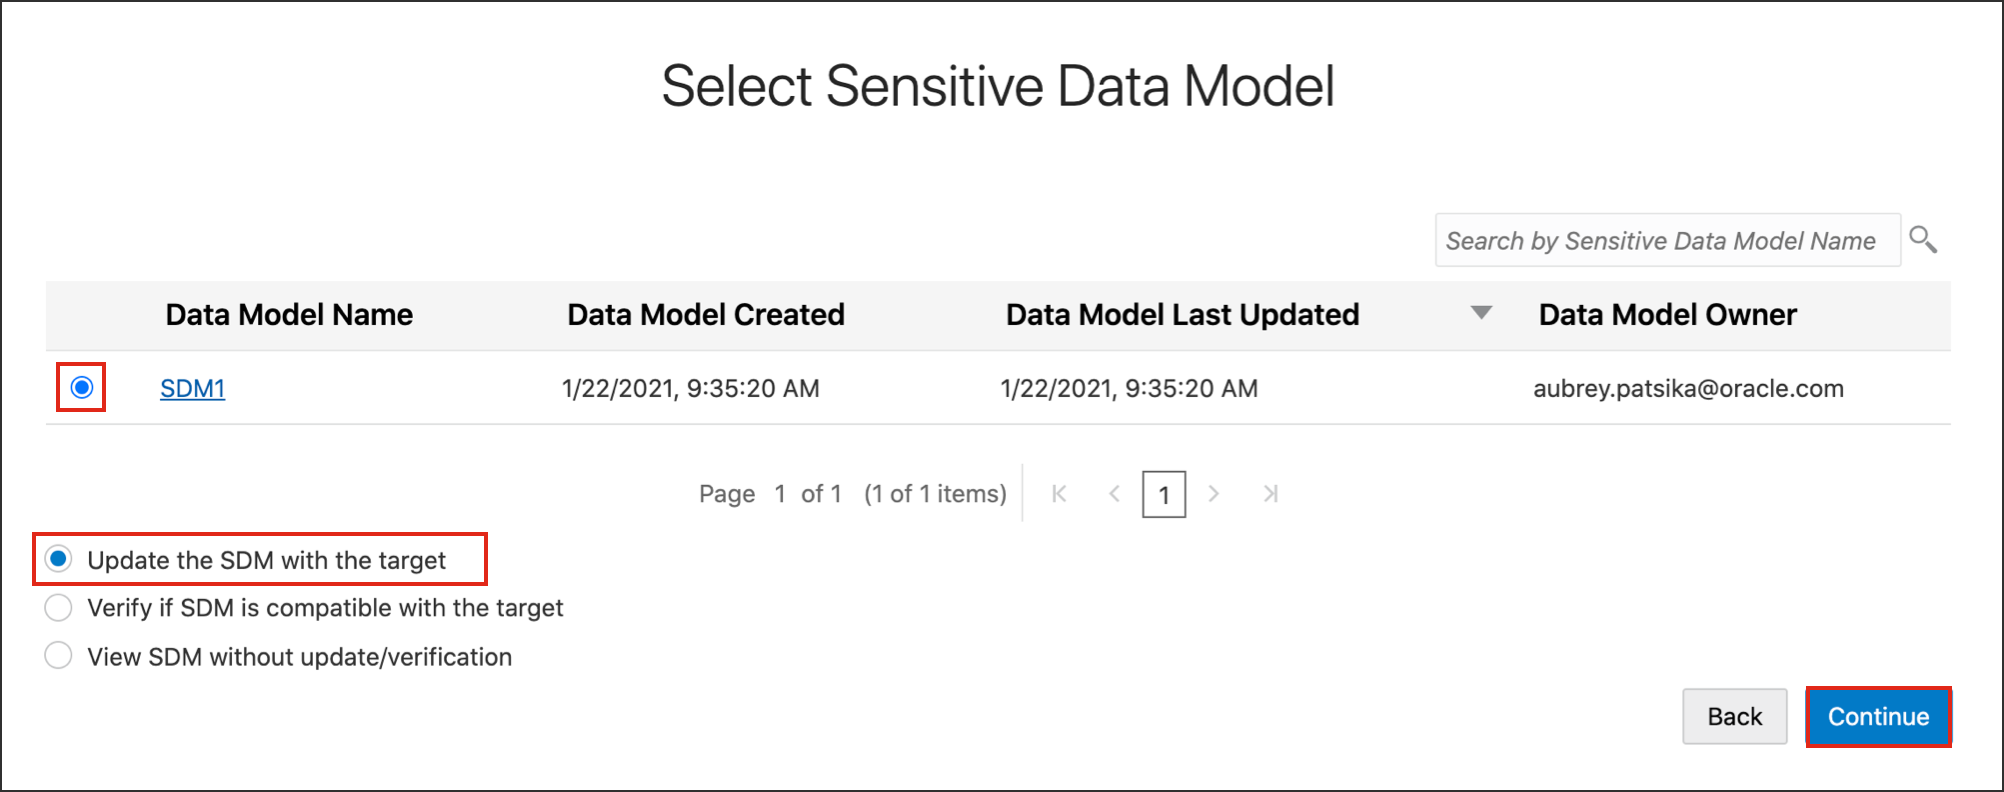 Select Sensitive Data Model
Search by Sensitive Data Model Name
Data Model Name Data Model Created Data Model Last Updated Data Model Owner
SDM1 1/22/2021, 9:35:20 AM 1/22/2021, 9:35:20 AM aubrey.patsika@oracle.com
Page 1 of 1 (1 of 1 items) 1
Update the SDM with the target
Verify if SDM is compatible with the target
View SDM without update/verification
Back Continue